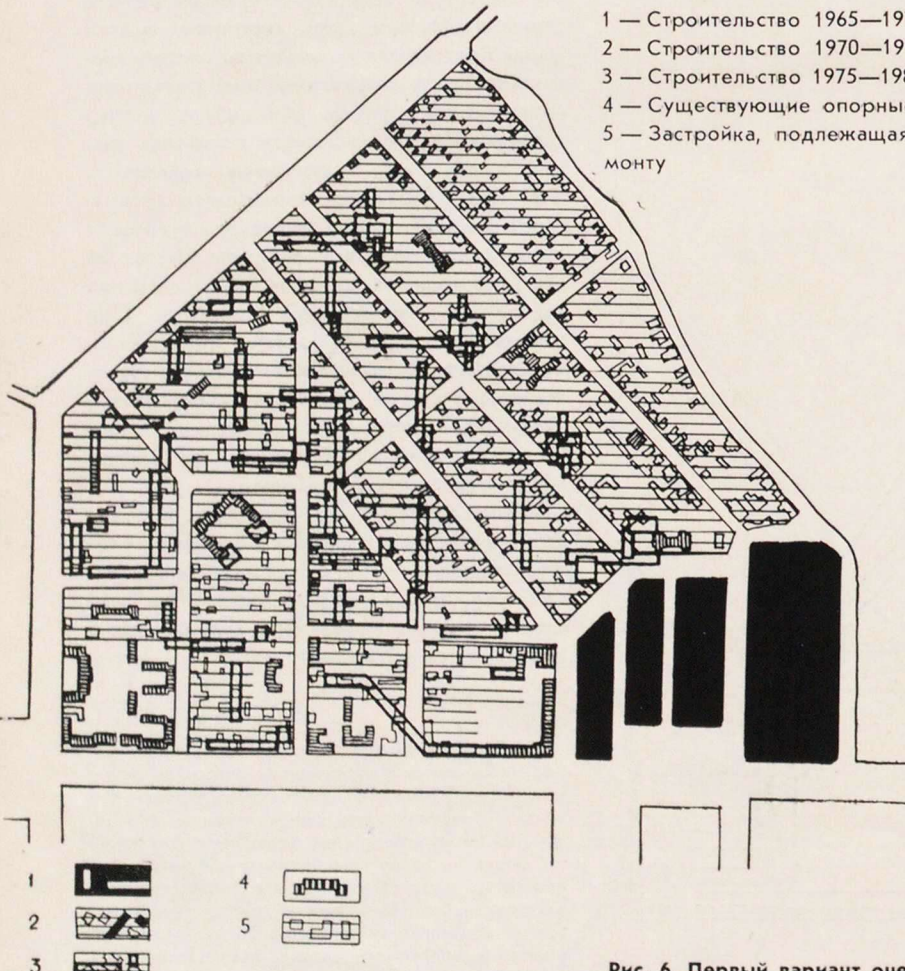 1 — Строительство 1965—19
2 — Строительство 1970—19
3 — Строительство 1975—198
4 — Существующие опорны
5 — Застройка, подлежащая
монту
1
2
3
4
5
Рис. 6. Первый вариант оче